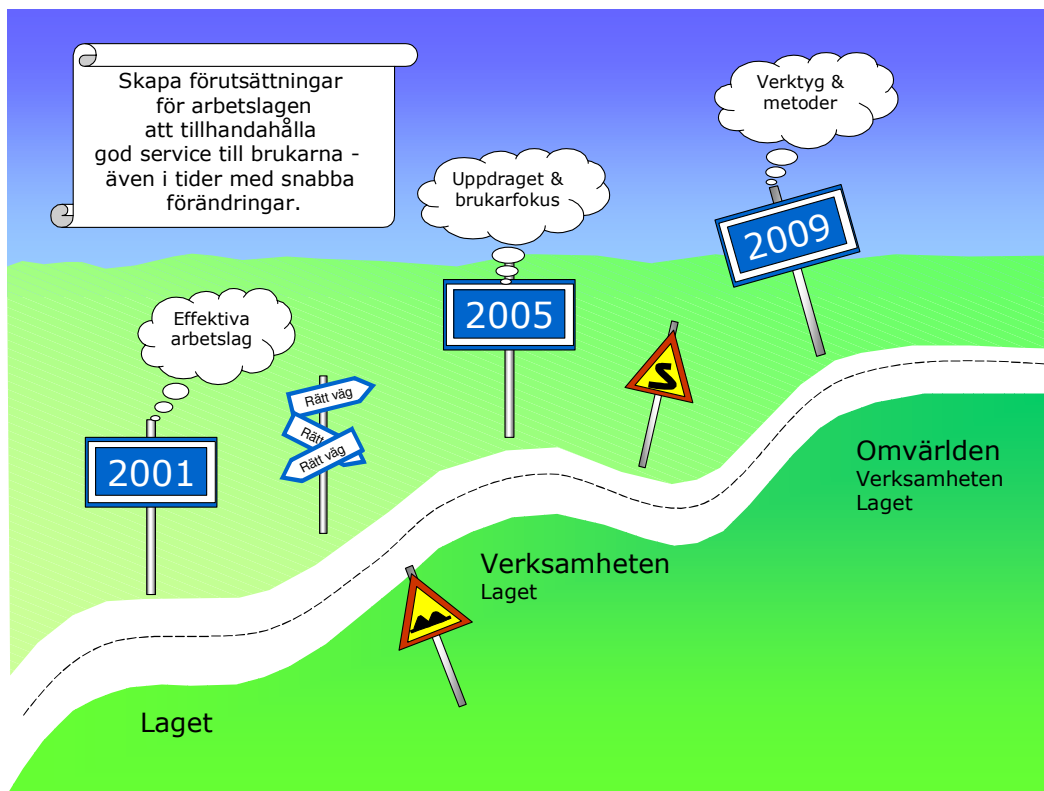 Skapa förutsättningar
för arbetslagen
att tillhandahålla
god service till brukarna -
även i tider med snabba
förändringar.
Verktyg &
metoder
2009
Uppdraget &
brukarfokus
2005
Effektiva
arbetslag
2001
Rätt väg
Rätt
Rätt väg
Omvärlden
Verksamheten
Laget
Verksamheten
Laget
Laget